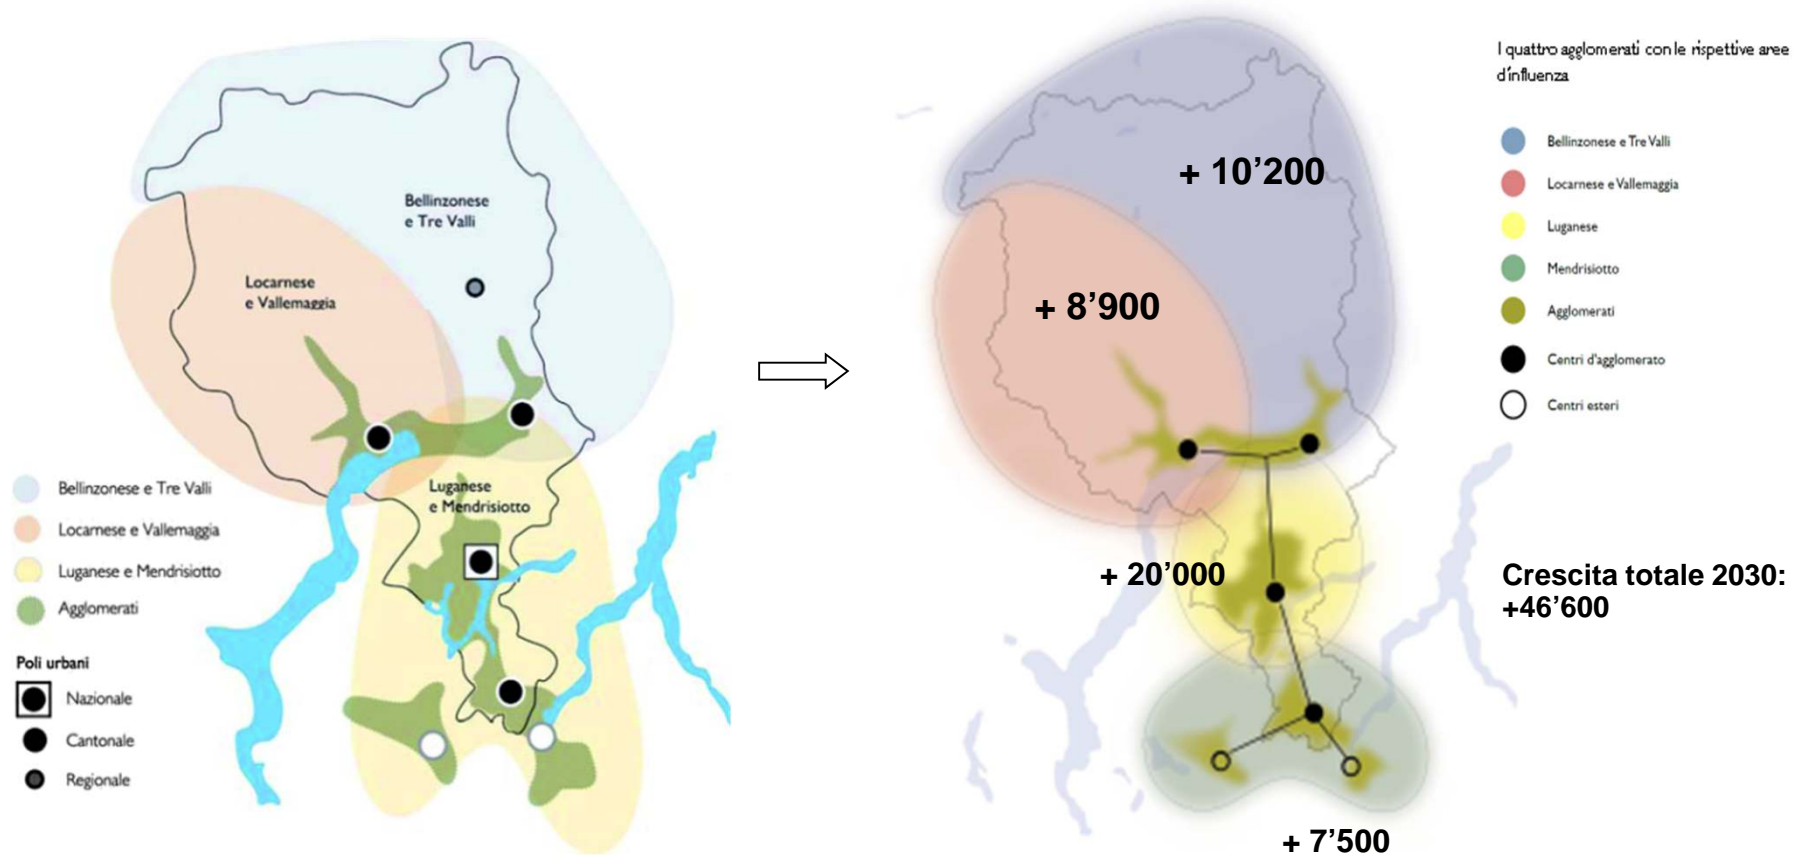 Bellinzonese
e Tre Valli
Locarnese
e Vallemaggia
Luganese
e Mendrisiotto
Bellinzonese e Tre Valli
Locarnese e Vallemaggia
Luganese e Mendrisiotto
Agglomerati
Poli urbani
Nazionale
Cantonale
Regionale
+ 10’200
+ 8’900
+ 20’000
+ 7’500
I quattro agglomerati con le rispettive aree
d'influenza
Bellinzonese e Tre Valli
Locarnese e Vallemaggia
Luganese
Mendrisiotto
Agglomerati
Centri d'agglomerato
Centri esteri
Crescita totale 2030:
+46’600